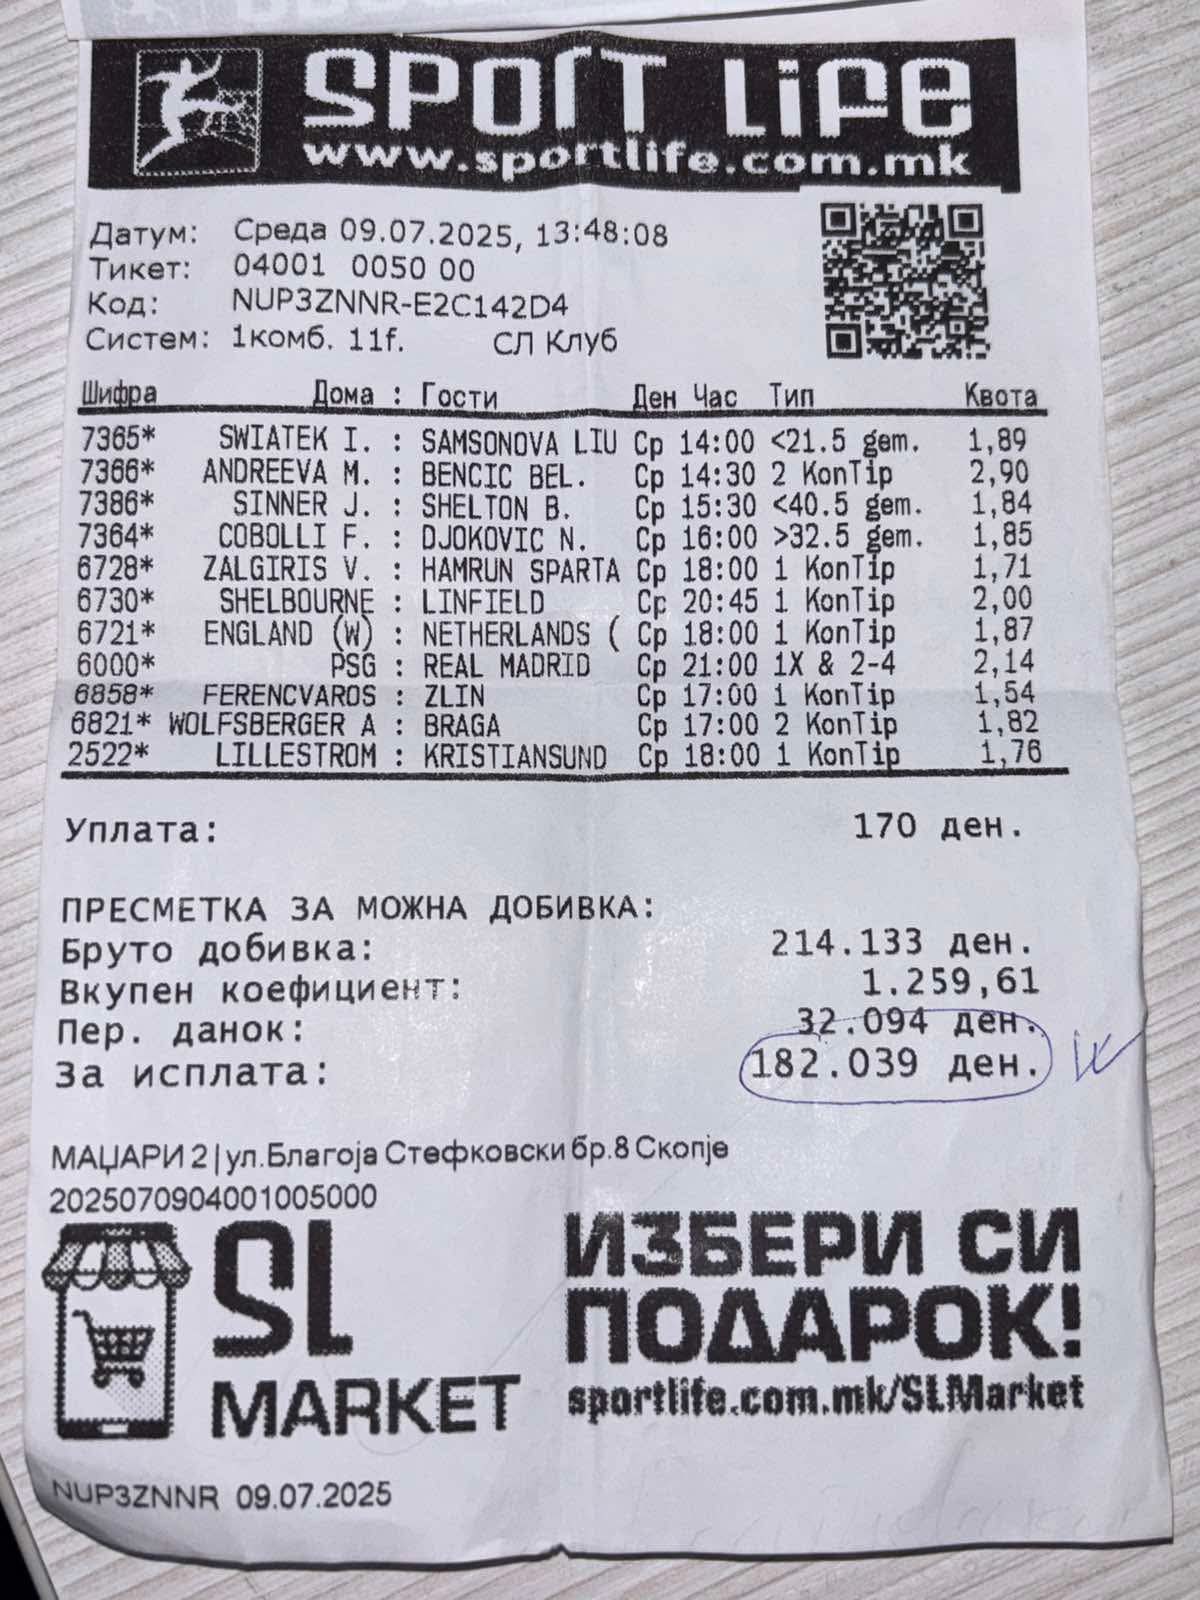 SPORT LIFE
www.sportlife.com.mk
Датум: Среда 09.07.2025, 13:48:08
Тикет: 04001 0050 00
Код: NUP3ZNNR-E2C142D4
Систем: 1комб. 11f. СЛ Клуб
Шифра Дома : Гости Ден Час Тип Квота
7365* SWIATEK I. : SAMSONOVA LIU Ср 14:00 <21.5 gem. 1,89
7366* ANDREEVA M. : BENCIC BEL. Ср 14:30 2 KonTip 2,90
7386* SINNER J. : SHELTON B. Ср 15:30 <40.5 gem. 1,84
7364* COBOLLI F. : DJOKOVIC N. Ср 16:00 >32.5 gem. 1,85
6728* ZALGIRIS V. : HAMRUN SPARTA Ср 18:00 1 KonTip 1,71
6730* SHELBOURNE : LINFIELD Ср 20:45 1 KonTip 2,00
6721* ENGLAND (W) : NETHERLANDS ( Ср 18:00 1 KonTip 1,87
6000* PSG : REAL MADRID Ср 21:00 1X & 2-4 2,14
6858* FERENCVAROS : ZLIN Ср 17:00 1 KonTip 1,54
6821* WOLFSBERGER A : BRAGA Ср 17:00 2 KonTip 1,82
2522* LILLESTROM : KRISTIANSUND Ср 18:00 1 KonTip 1,76
Уплата: 170 ден.
ПРЕСМЕТКА ЗА МОЖНА ДОБИВКА:
Бруто добивка: 214.133 ден.
Вкупен коефициент: 1.259,61
Пер. данок: 32.094 ден.
За исплата: 182.039 ден.
МАЏАРИ 2|ул.Благоја Стефковски бр.8 Скопје
2025070904001005000
SL MARKET
ИЗБЕРИ СИ
ПОДАРОК!
sportlife.com.mk/SLMarket
NUP3ZNNR 09.07.2025